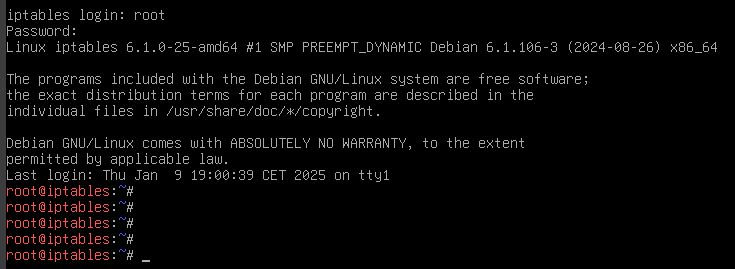 iptables login: root
Password:
Linux iptables 6.1.0-25-amd64 #1 SMP PREEMPT_DYNAMIC Debian 6.1.106-3 (2024-08-26) x86_64
The programs included with the Debian GNU/Linux system are free software;
the exact distribution terms for each program are described in the
individual files in /usr/share/doc/*/copyright.
Debian GNU/Linux comes with ABSOLUTELY NO WARRANTY, to the extent
permitted by applicable law.
Last login: Thu Jan  9 19:00:39 CET 2025 on tty1
root@iptables:~#
root@iptables:~#
root@iptables:~#
root@iptables:~#
root@iptables:~# _